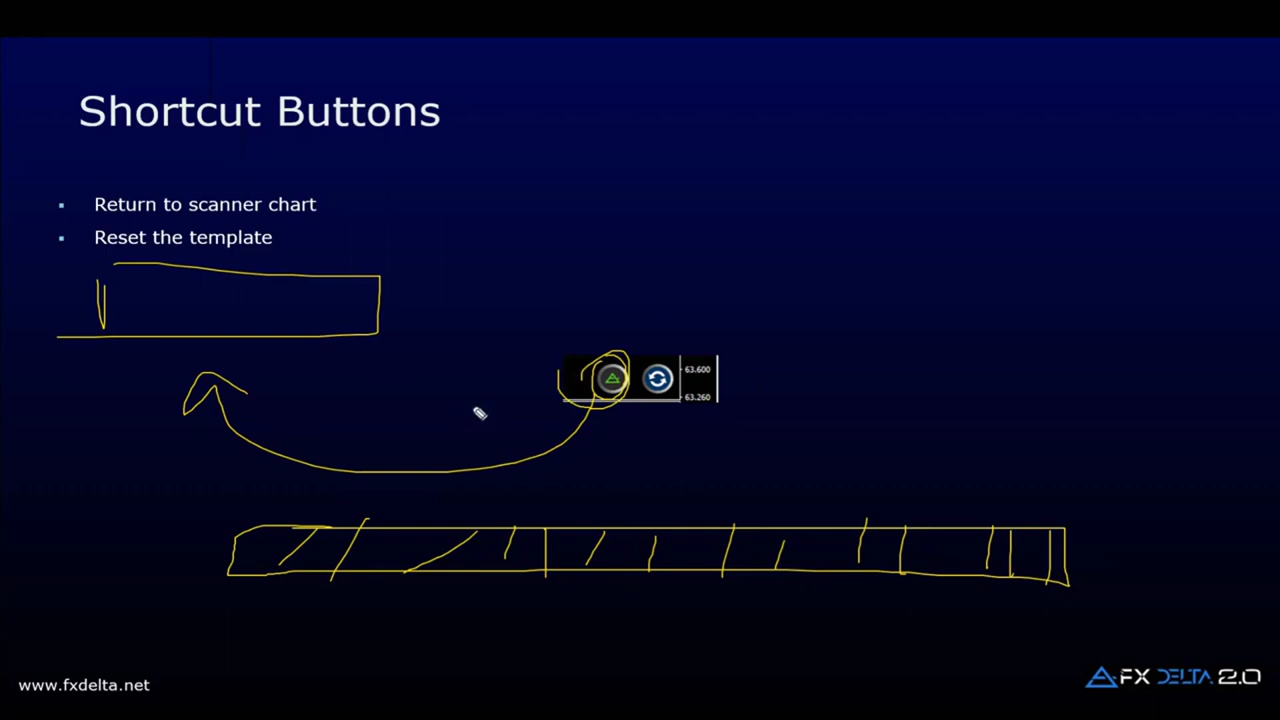 Shortcut Buttons
▪ Return to scanner chart
▪ Reset the template
63.600
63.260
www.fxdelta.net
FX DELTA 2.0